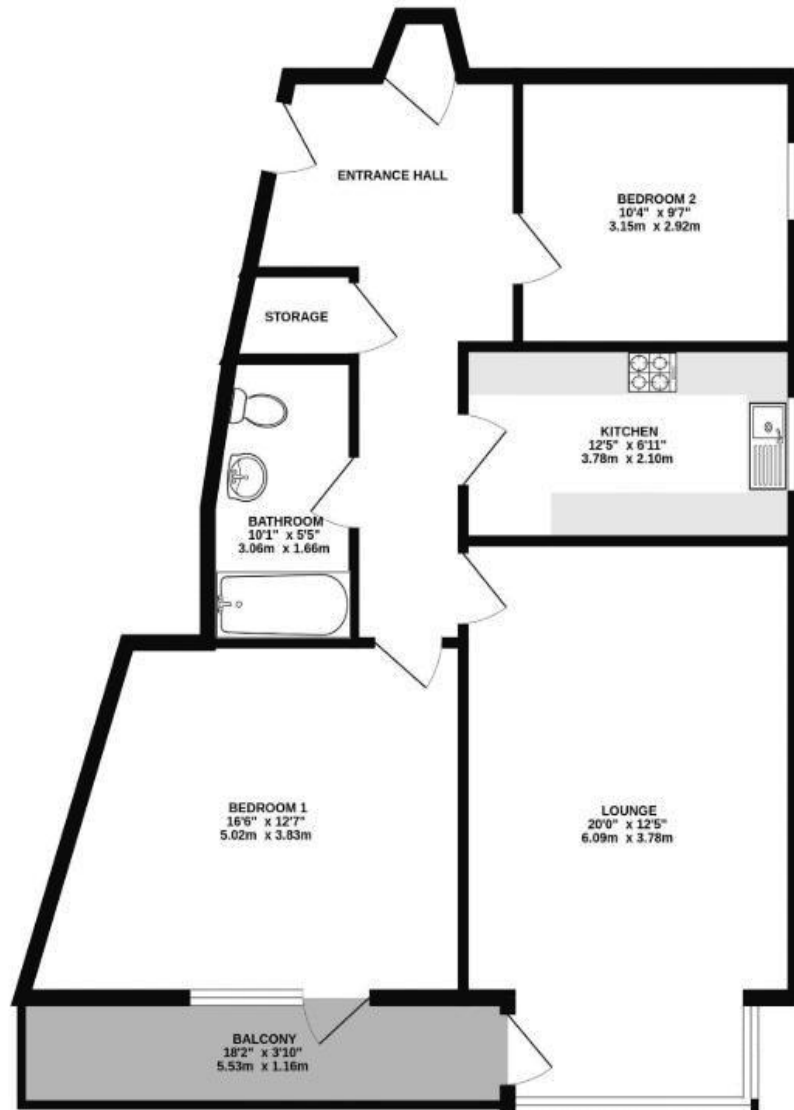 ENTRANCE HALL
BEDROOM 2
10'4" x 9'7"
3.15m x 2.92m
STORAGE
KITCHEN
12'5" x 6'11"
3.78m x 2.10m
BATHROOM
10'1" x 5'5"
3.06m x 1.66m
BEDROOM 1
16'6" x 12'7"
5.02m x 3.83m
LOUNGE
20'0" x 12'5"
6.09m x 3.78m
BALCONY
18'2" x 3'10"
5.53m x 1.16m